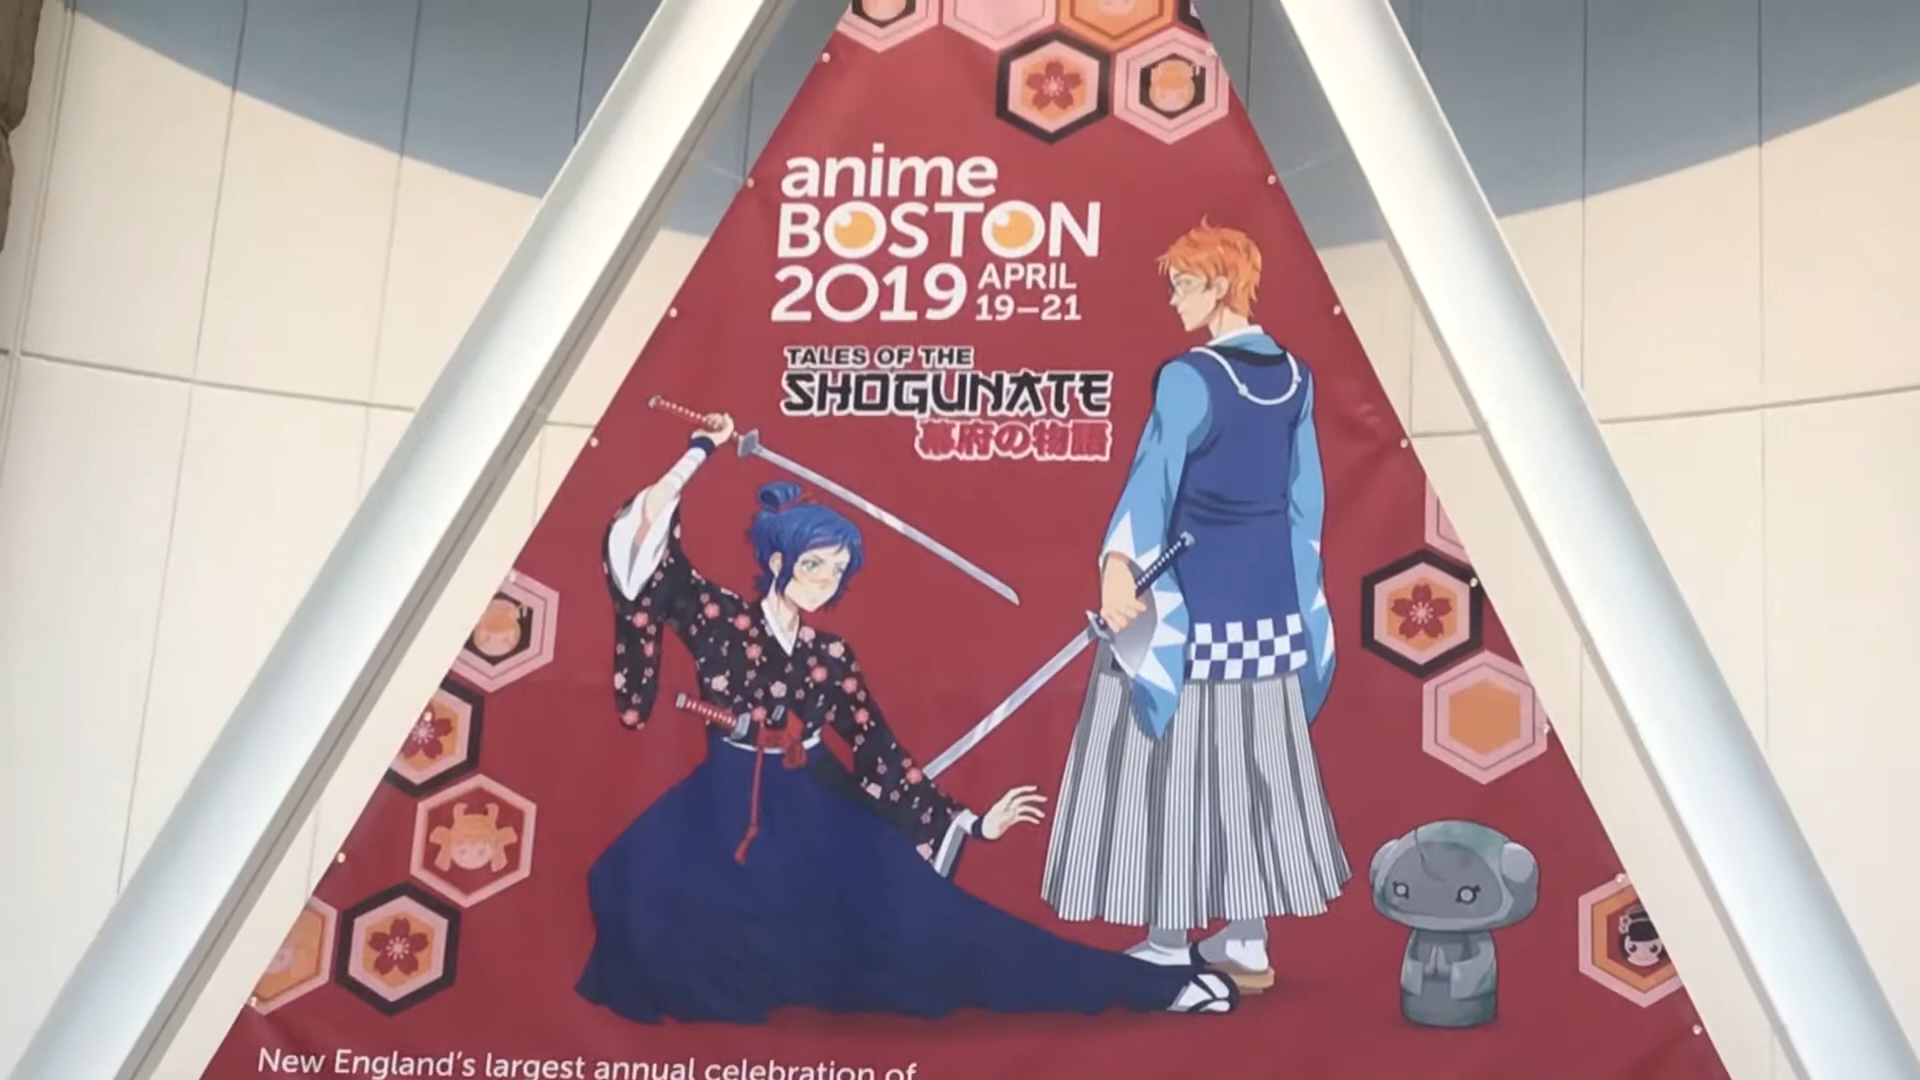 anime
BOSTON
2019 APRIL
19–21
TALES OF THE
SHOGUNATE
幕府の物語
New England's largest annual celebration of